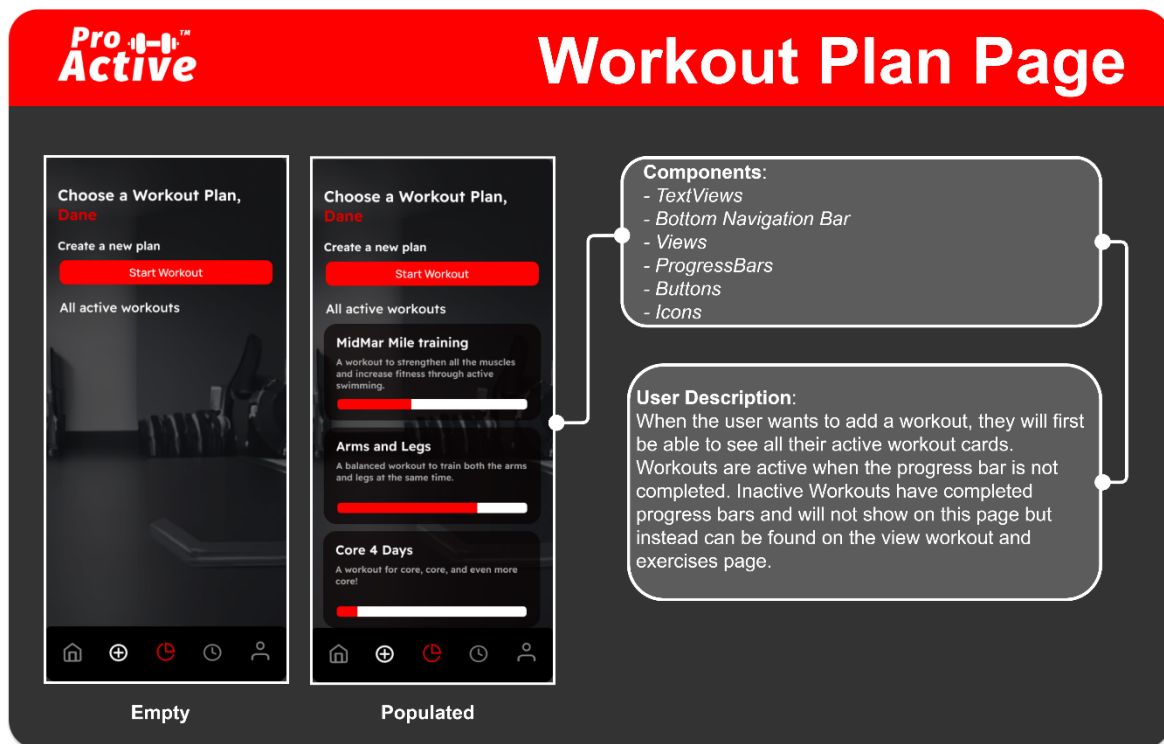 Pro
Active™
Workout Plan Page
Choose a Workout Plan,
Dane
Create a new plan
Start Workout
All active workouts
Empty
Choose a Workout Plan,
Dane
Create a new plan
Start Workout
All active workouts
MidMar Mile training
A workout to strengthen all the muscles
and increase fitness through active
swimming.
Arms and Legs
A balanced workout to train both the arms
and legs at the same time.
Core 4 Days
A workout for core, core, and even more
core!
Populated
Components:
- TextViews
- Bottom Navigation Bar
- Views
- ProgressBars
- Buttons
- Icons
User Description:
When the user wants to add a workout, they will first
be able to see all their active workout cards.
Workouts are active when the progress bar is not
completed. Inactive Workouts have completed
progress bars and will not show on this page but
instead can be found on the view workout and
exercises page.